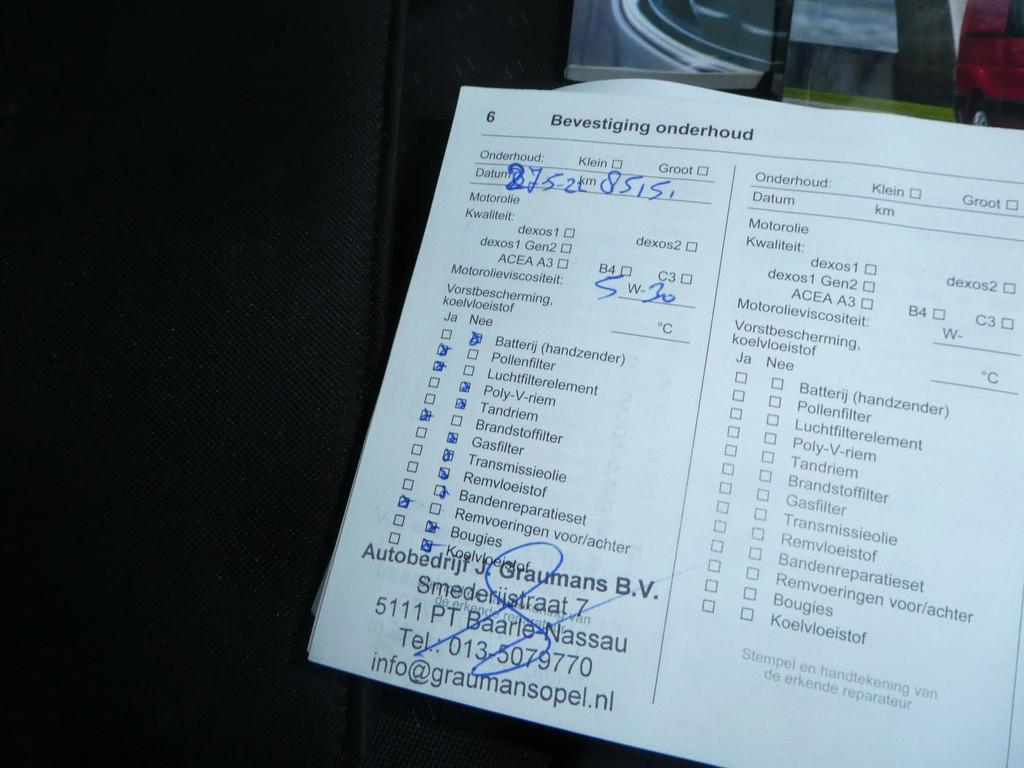 6 Bevestiging onderhoud
Onderhoud: Klein Groot
Datum 27-5-22 km 85151
Motorolie
Kwaliteit:
dexos1 dexos2
dexos1 Gen2
ACEA A3 B4 C3
Motorolieviscositeit: 5 W- 30
Vorstbescherming,
koelvloeistof °C
Ja Nee
Batterij (handzender)
Pollenfilter
Luchtfilterelement
Poly-V-riem
Tandriem
Brandstoffilter
Gasfilter
Transmissieolie
Remvloeistof
Bandenreparatieset
Remvoeringen voor/achter
Bougies
Koelvloeistof
Autobedrijf J. Graumans B.V.
Smederijstraat 7
de erkende reparateur
5111 PT Baarle-Nassau
Tel.: 013-5079770
info@graumansopel.nl
Onderhoud: Klein Groot
Datum km
Motorolie
Kwaliteit:
dexos1 dexos2
dexos1 Gen2
ACEA A3 B4 C3
Motorolieviscositeit: W-
Vorstbescherming,
koelvloeistof °C
Ja Nee
Batterij (handzender)
Pollenfilter
Luchtfilterelement
Poly-V-riem
Tandriem
Brandstoffilter
Gasfilter
Transmissieolie
Remvloeistof
Bandenreparatieset
Remvoeringen voor/achter
Bougies
Koelvloeistof
Stempel en handtekening van
de erkende reparateur